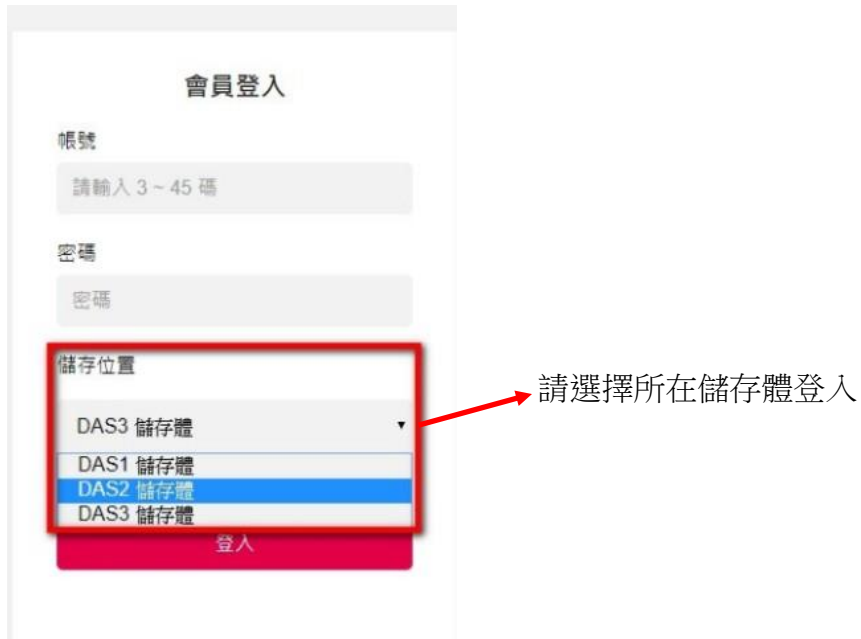 會員登入
帳號
請輸入 3 ~ 45 碼
密碼
密碼
儲存位置
請選擇所在儲存體登入
DAS3 儲存體
DAS1 儲存體
DAS2 儲存體
DAS3 儲存體
登入